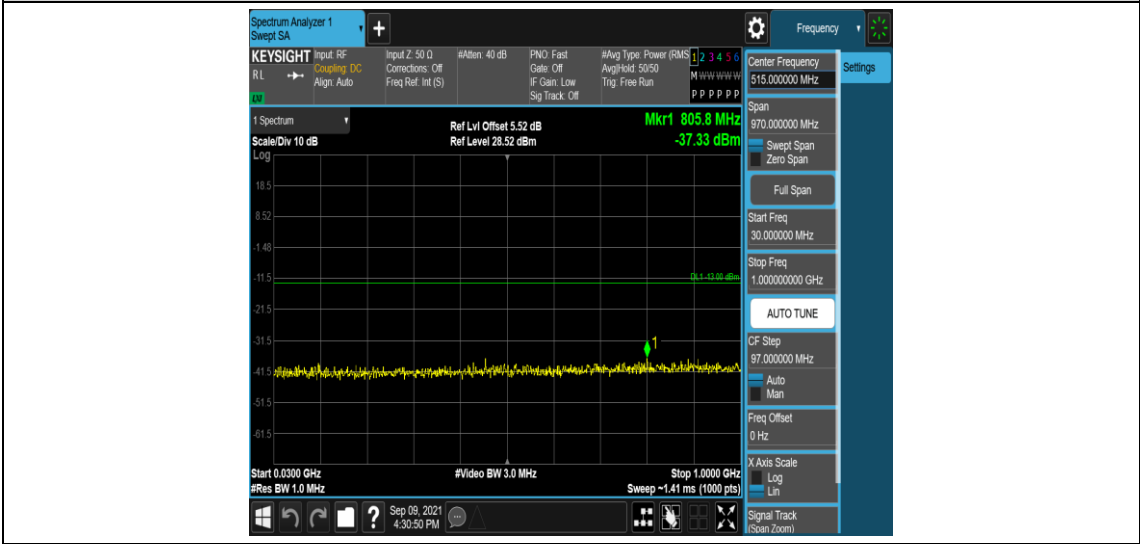 Spectrum Analyzer 1
Swept SA
+
Frequency
KEYSIGHT
RL
LXI
Input: RF
Coupling: DC
Align: Auto
Input Z: 50 Ω
Corrections: Off
Freq Ref: Int (S)
#Atten: 40 dB
PNO: Fast
Gate: Off
IF Gain: Low
Sig Track: Off
#Avg Type: Power (RMS
Avg|Hold: 50/50
Trig: Free Run
1 2 3 4 5 6
M W W W W W
P P P P P P
1 Spectrum
Scale/Div 10 dB
Log
Ref Lvl Offset 5.52 dB
Ref Level 28.52 dBm
Mkr1 805.8 MHz
-37.33 dBm
18.5
8.52
-1.48
-11.5
-21.5
-31.5
-41.5
-51.5
-61.5
DL1 -13.00 dBm
1
Start 0.0300 GHz
#Res BW 1.0 MHz
#Video BW 3.0 MHz
Stop 1.0000 GHz
Sweep ~1.41 ms (1000 pts)
?
Sep 09, 2021
4:30:50 PM
Center Frequency
515.000000 MHz
Settings
Span
970.000000 MHz
Swept Span
Zero Span
Full Span
Start Freq
30.000000 MHz
Stop Freq
1.000000000 GHz
AUTO TUNE
CF Step
97.000000 MHz
Auto
Man
Freq Offset
0 Hz
X Axis Scale
Log
Lin
Signal Track
(Span Zoom)